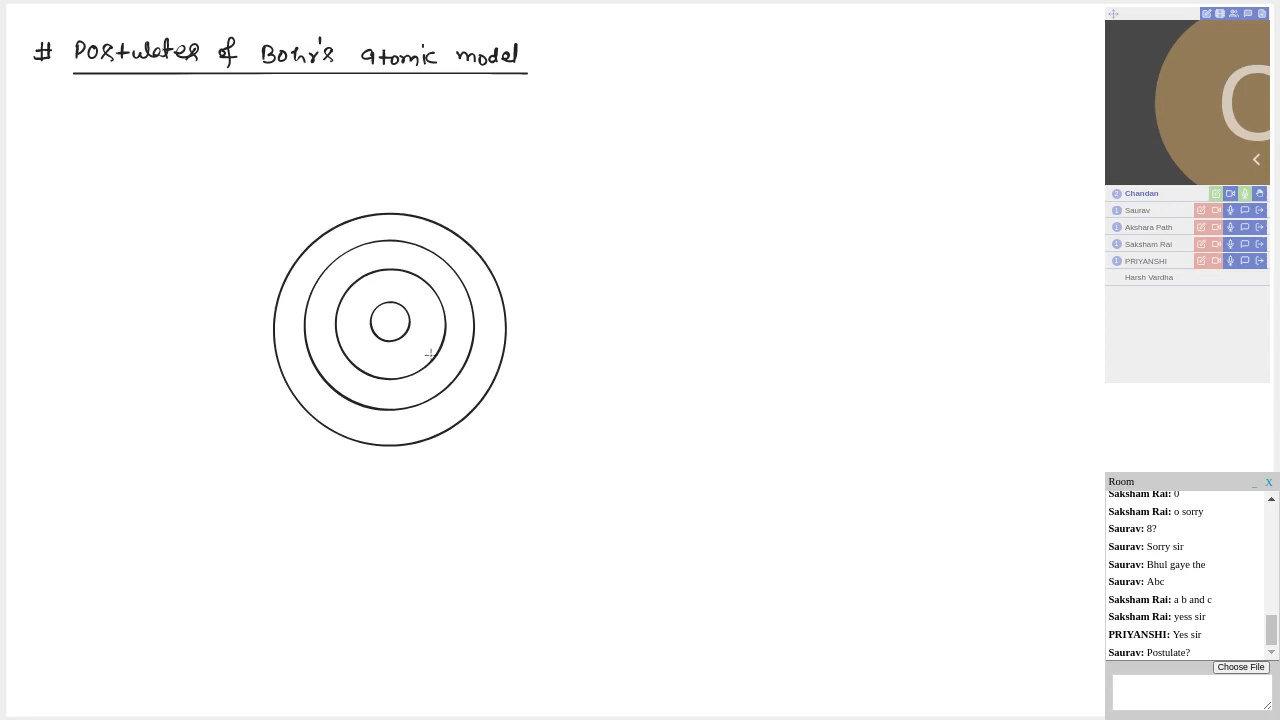 # Postulates of Bohr's atomic model
Chandan
Saurav
Akshara Path
Saksham Rai
PRIYANSHI
Harsh Vardha
Room
_ X
Saksham Rai: 0
Saksham Rai: o sorry
Saurav: 8?
Saurav: Sorry sir
Saurav: Bhul gaye the
Saurav: Abc
Saksham Rai: a b and c
Saksham Rai: yess sir
PRIYANSHI: Yes sir
Saurav: Postulate?
Choose File